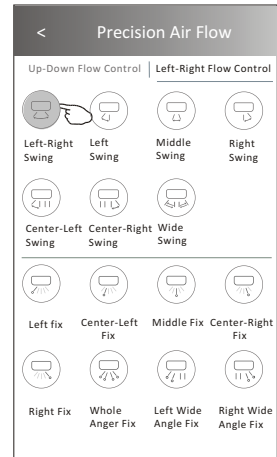 < Precision Air Flow
Up-Down Flow Control Left-Right Flow Control
Left-Right Swing
Left Swing
Middle Swing
Right Swing
Center-Left Swing
Center-Right Swing
Wide Swing
Left fix
Center-Left Fix
Middle Fix
Center-Right Fix
Right Fix
Whole Anger Fix
Left Wide Angle Fix
Right Wide Angle Fix